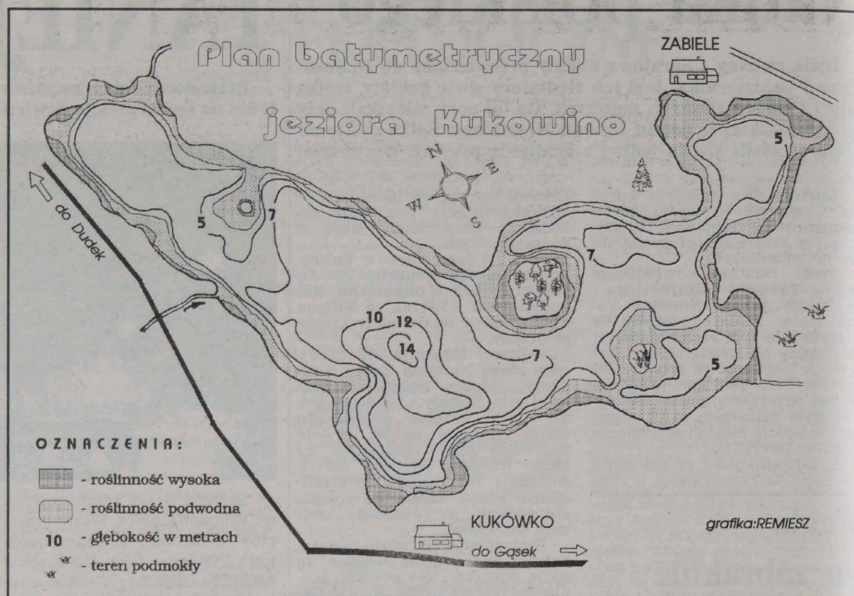 Plan batymetryczny
jeziora Kukowino
ZABIELE
N
E
W
S
do Dudek
5
7
5
7
10
12
14
7
5
OZNACZENIA:
- roślinność wysoka
- roślinność podwodna
10 - głębokość w metrach
- teren podmokły
KUKÓWKO
do Gąsek
grafika:REMIESZ